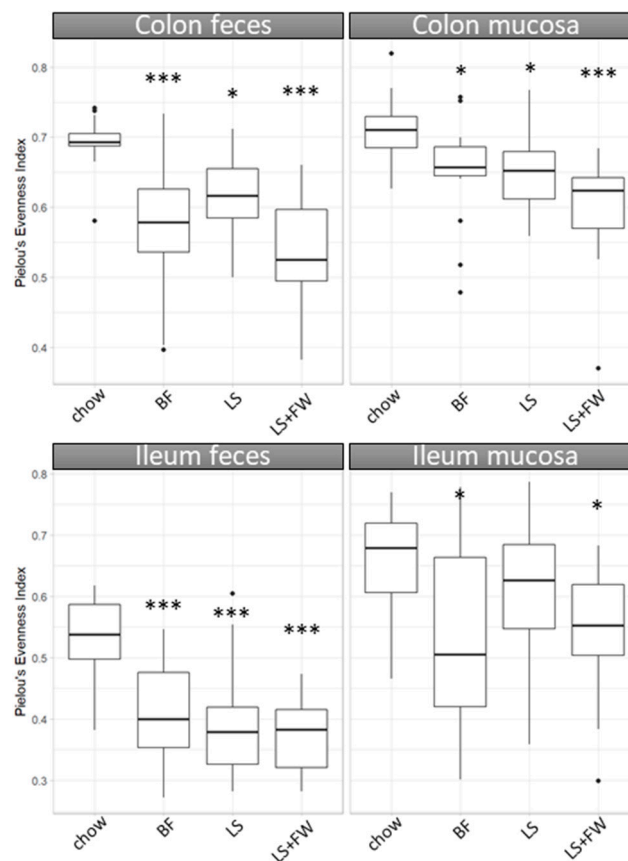 Colon feces
Colon mucosa
Pielou's Evenness Index
0.8
0.7
0.6
0.5
0.4
***
*
***
*
*
***
chow
BF
LS
LS+FW
chow
BF
LS
LS+FW
Ileum feces
Ileum mucosa
Pielou's Evenness Index
0.8
0.7
0.6
0.5
0.4
0.3
***
***
***
*
*
chow
BF
LS
LS+FW
chow
BF
LS
LS+FW